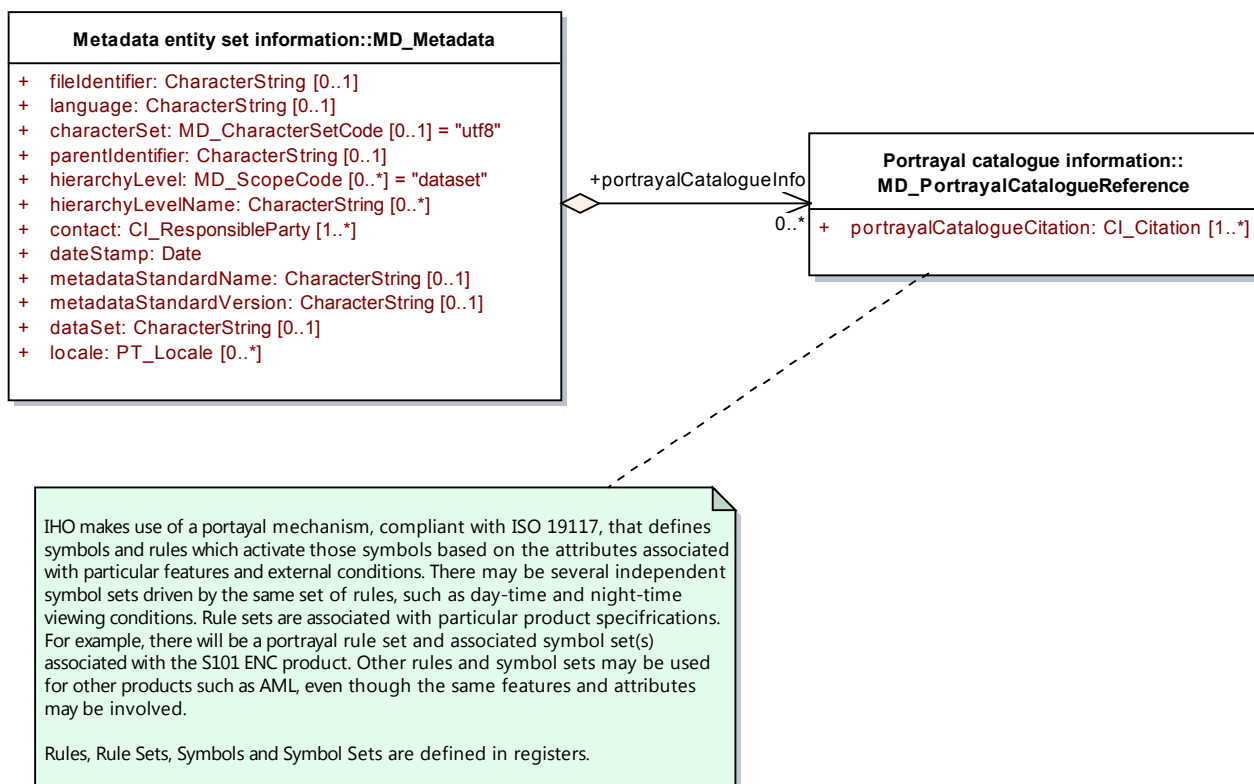 Metadata entity set information::MD_Metadata
+ fileIdentifier: CharacterString [0..1]
+ language: CharacterString [0..1]
+ characterSet: MD_CharacterSetCode [0..1] = "utf8"
+ parentIdentifier: CharacterString [0..1]
+ hierarchyLevel: MD_ScopeCode [0..*] = "dataset"
+ hierarchyLevelName: CharacterString [0..*]
+ contact: CI_ResponsibleParty [1..*]
+ dateStamp: Date
+ metadataStandardName: CharacterString [0..1]
+ metadataStandardVersion: CharacterString [0..1]
+ dataSet: CharacterString [0..1]
+ locale: PT_Locale [0..*]
+portrayalCatalogueInfo
0..*
Portrayal catalogue information::
MD_PortrayalCatalogueReference
+ portrayalCatalogueCitation: CI_Citation [1..*]
IHO makes use of a portayal mechanism, compliant with ISO 19117, that defines
symbols and rules which activate those symbols based on the attributes associated
with particular features and external conditions. There may be several independent
symbol sets driven by the same set of rules, such as day-time and night-time
viewing conditions. Rule sets are associated with particular product specifrications.
For example, there will be a portrayal rule set and associated symbol set(s)
associated with the S101 ENC product. Other rules and symbol sets may be used
for other products such as AML, even though the same features and attributes
may be involved.
Rules, Rule Sets, Symbols and Symbol Sets are defined in registers.